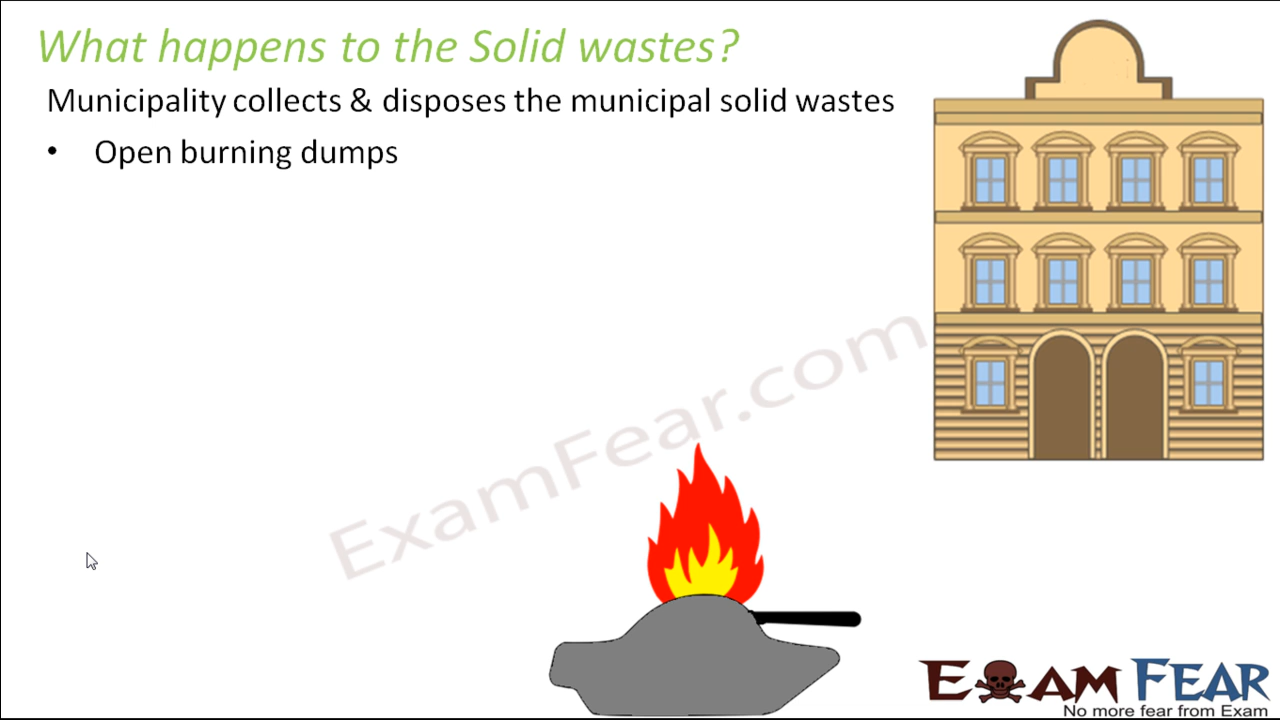 What happens to the Solid wastes?
Municipality collects & disposes the municipal solid wastes
• Open burning dumps
ExamFear.com
EXAM FEAR
No more fear from Exam